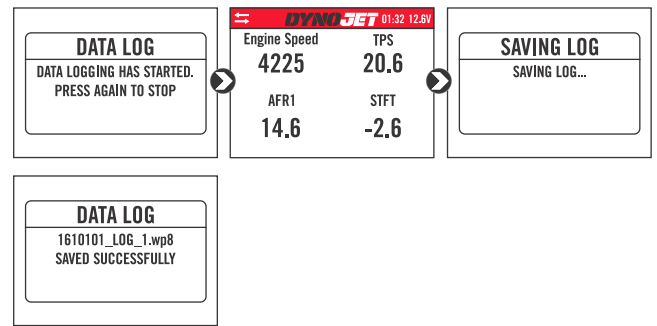 DATA LOG
DATA LOGGING HAS STARTED.
PRESS AGAIN TO STOP
DYNOJET 01:32 12.6V
Engine Speed TPS
4225 20.6
AFR1 STFT
14.6 -2.6
SAVING LOG
SAVING LOG...
DATA LOG
1610101_LOG_1.wp8
SAVED SUCCESSFULLY